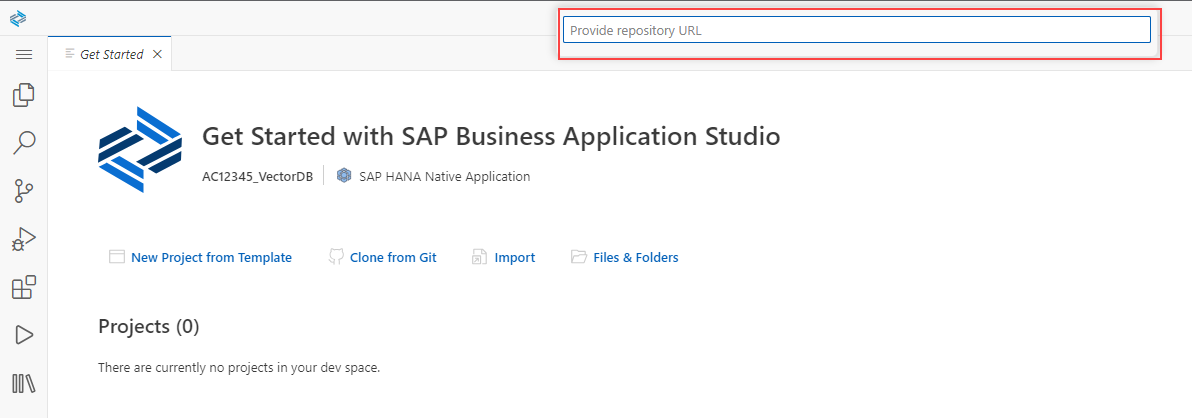 Provide repository URL
Get Started
Get Started with SAP Business Application Studio
AC12345_VectorDB SAP HANA Native Application
New Project from Template Clone from Git Import Files & Folders
Projects (0)
There are currently no projects in your dev space.